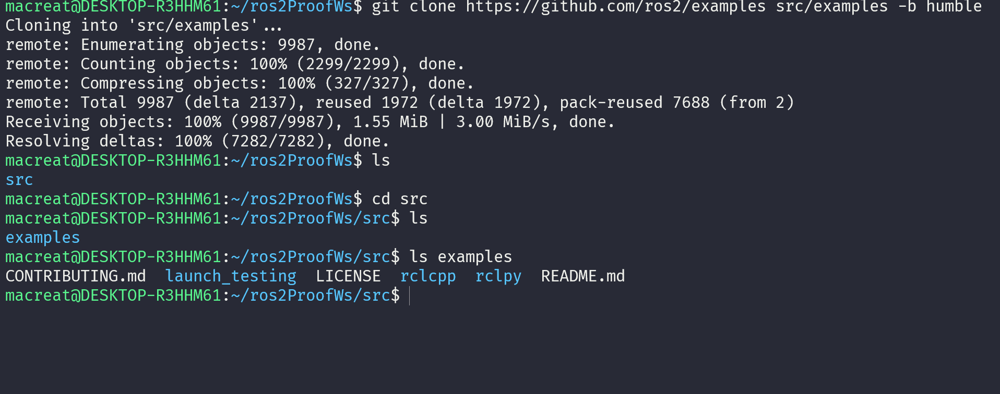 macreat@DESKTOP-R3HHM61:~/ros2ProofWs$ git clone https://github.com/ros2/examples src/examples -b humble
Cloning into 'src/examples'...
remote: Enumerating objects: 9987, done.
remote: Counting objects: 100% (2299/2299), done.
remote: Compressing objects: 100% (327/327), done.
remote: Total 9987 (delta 2137), reused 1972 (delta 1972), pack-reused 7688 (from 2)
Receiving objects: 100% (9987/9987), 1.55 MiB | 3.00 MiB/s, done.
Resolving deltas: 100% (7282/7282), done.
macreat@DESKTOP-R3HHM61:~/ros2ProofWs$ ls
src
macreat@DESKTOP-R3HHM61:~/ros2ProofWs$ cd src
macreat@DESKTOP-R3HHM61:~/ros2ProofWs/src$ ls
examples
macreat@DESKTOP-R3HHM61:~/ros2ProofWs/src$ ls examples
CONTRIBUTING.md  launch_testing  LICENSE  rclcpp  rclpy  README.md
macreat@DESKTOP-R3HHM61:~/ros2ProofWs/src$